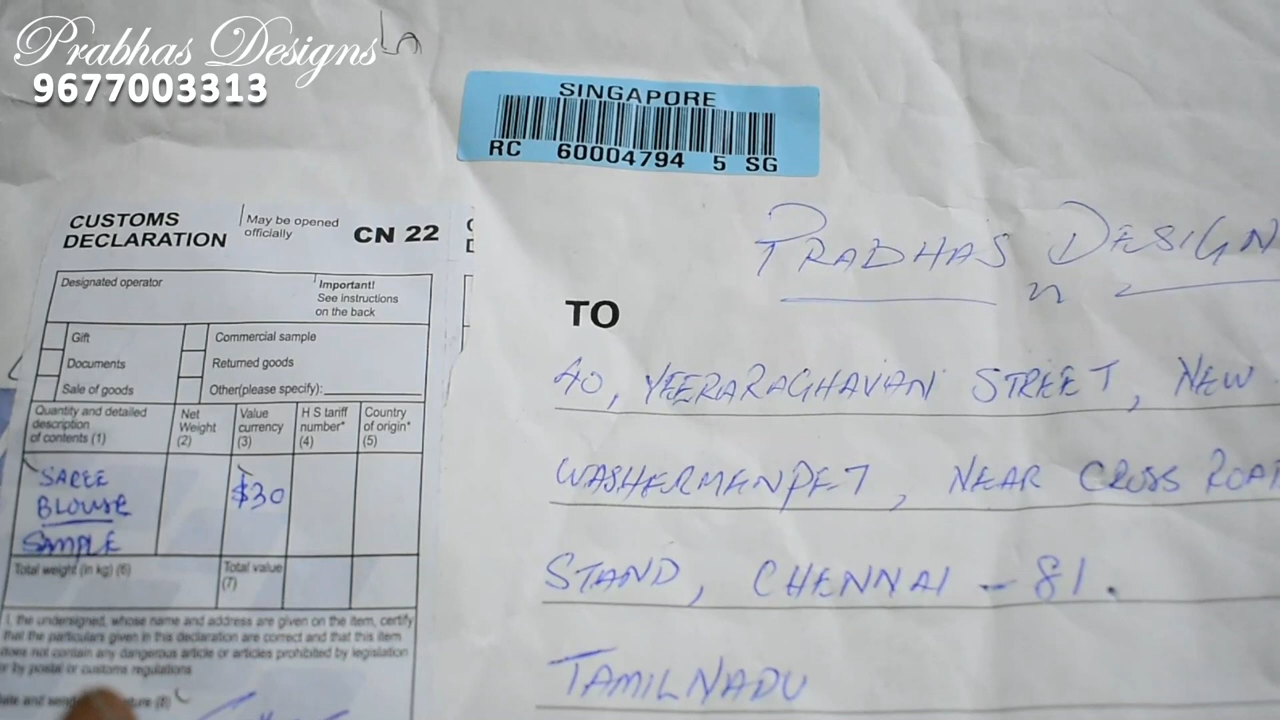 Prabhas Designs
9677003313
SINGAPORE
RC 60004794 5 SG
CUSTOMS DECLARATION
May be opened officially
CN 22
Designated operator
Important!
See instructions
on the back
Gift
Commercial sample
Documents
Returned goods
Sale of goods
Other(please specify):
Quantity and detailed description of contents (1)
Net Weight (2)
Value currency (3)
H S tariff number* (4)
Country of origin* (5)
SAREE
BLOUSE
SAMPLE
$30
Total weight (in kg) (6)
Total value (7)
I, the undersigned, whose name and address are given on the item, certify
that the particulars given in this declaration are correct and that this item
does not contain any dangerous article or articles prohibited by legislation
or by postal or customs regulations
PRABHAS DESIGN
TO
40, VEERARAGHAVAN STREET, NEW
WASHERMENPET, NEAR CROSS ROAD
STAND, CHENNAI - 81.
TAMILNADU